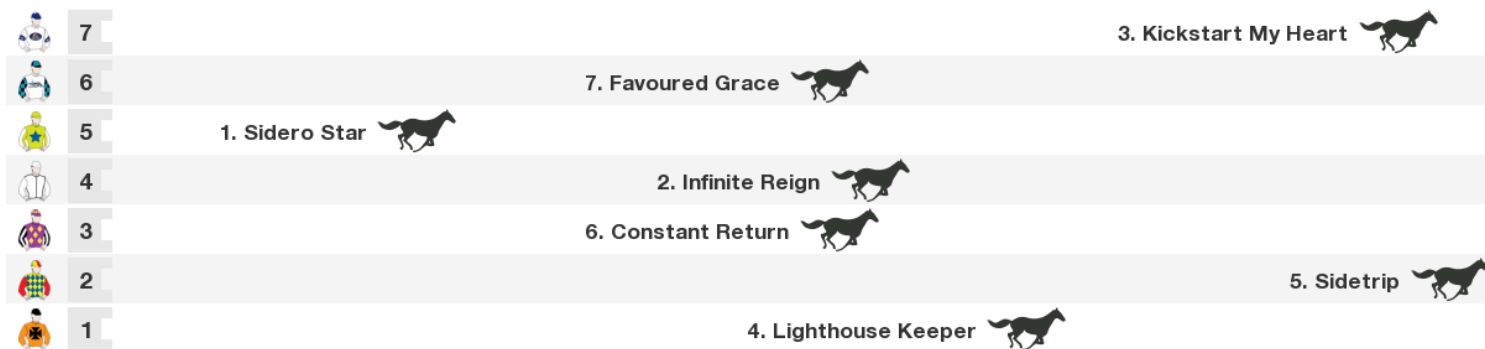 7 3. Kickstart My Heart
6 7. Favoured Grace
5 1. Sidero Star
4 2. Infinite Reign
3 6. Constant Return
2 5. Sidetrip
1 4. Lighthouse Keeper